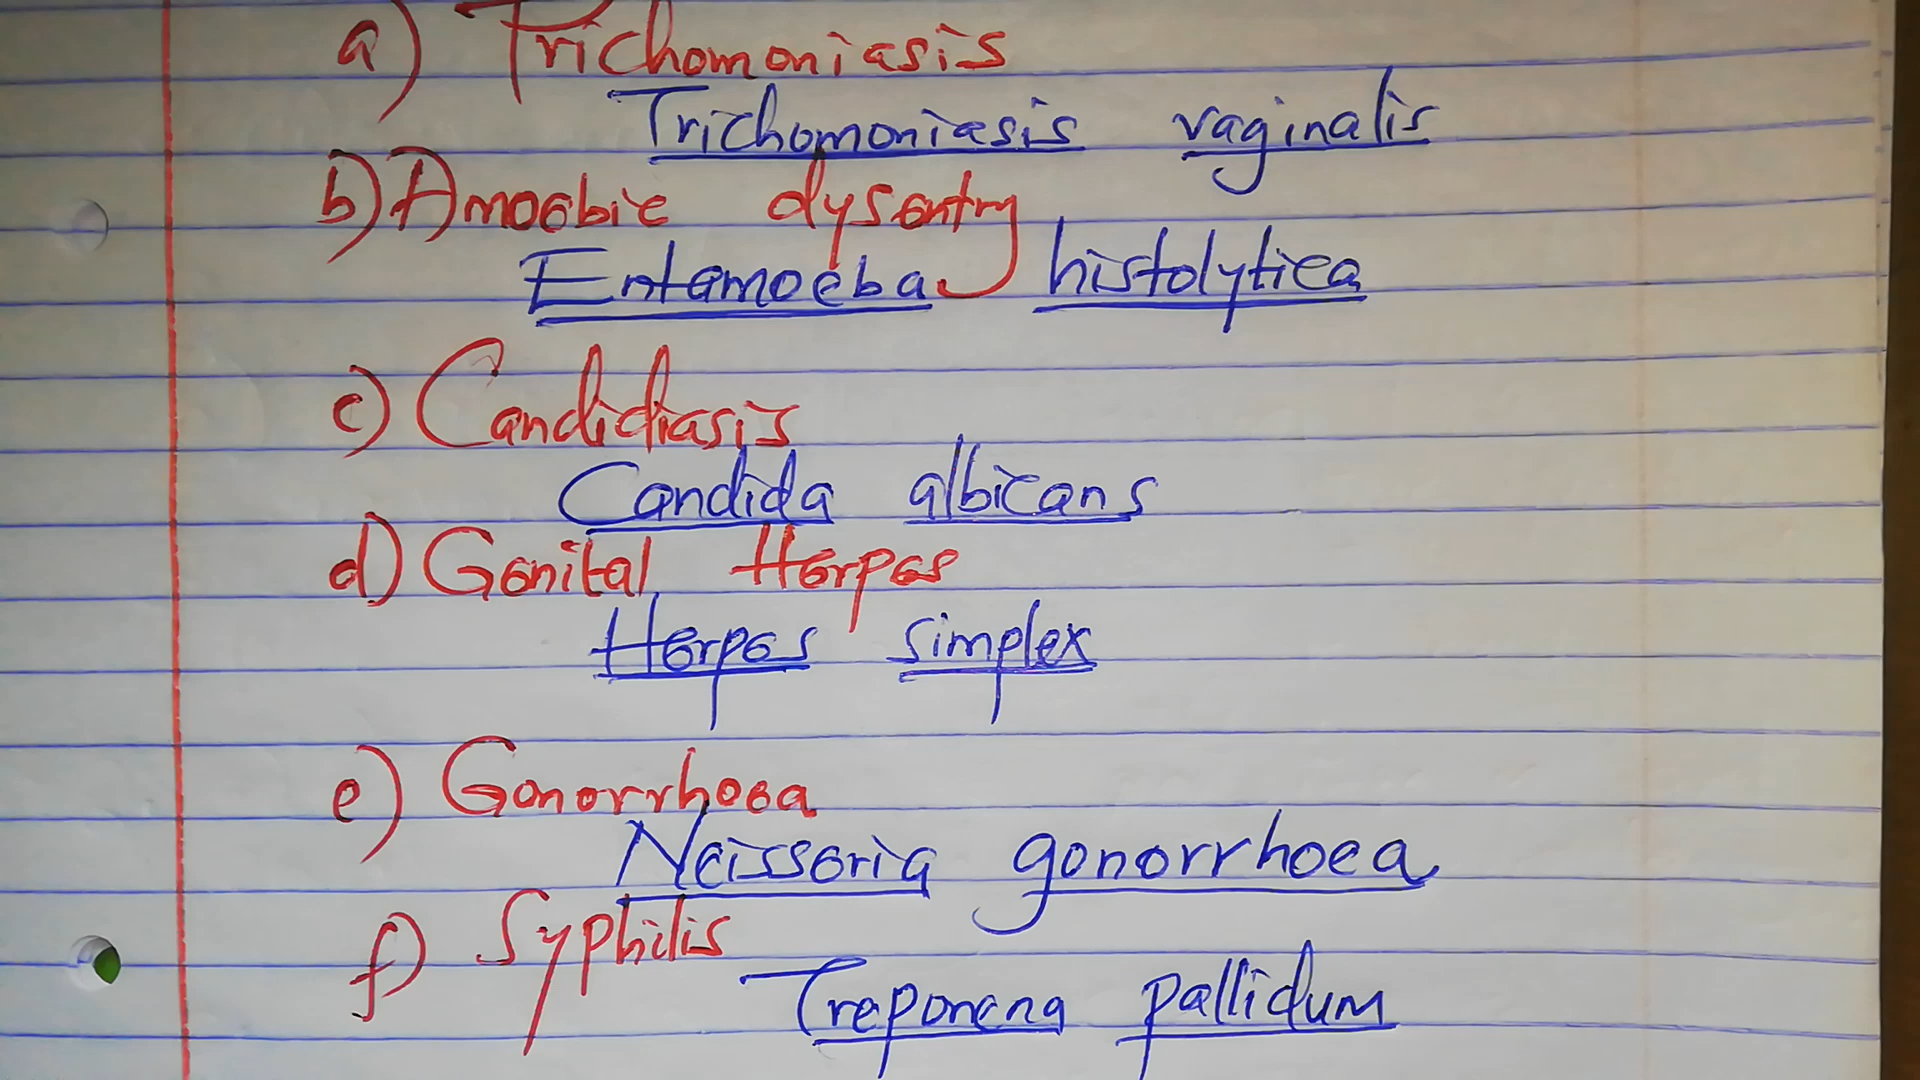 a) Trichomoniasis
Trichomoniasis vaginalis
b) Amoebic dysentry
Entamoeba histolytica
c) Candidiasis
Candida albicans
d) Genital Herpes
Herpes simplex
e) Gonorrhoea
Neisseria gonorrhoea
f) Syphilis
Treponena pallidum